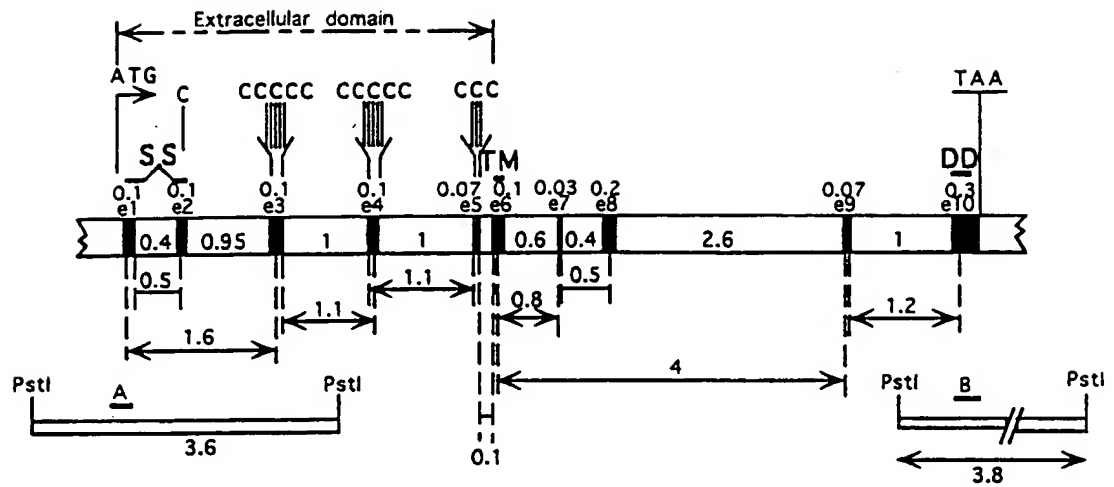 Extracellular domain
ATG
C CCCCC CCCCC CCC TAA
SS TM DD
0.1 0.1 0.1 0.1 0.07 0.1 0.03 0.2 0.07 0.3
e1 e2 e3 e4 e5 e6 e7 e8 e9 e10
0.4 0.95 1 1 0.6 0.4 2.6 1
0.5 1.1 0.5
1.1 0.8 1.2
1.6
4
PstI A PstI PstI B PstI
3.6
0.1
3.8